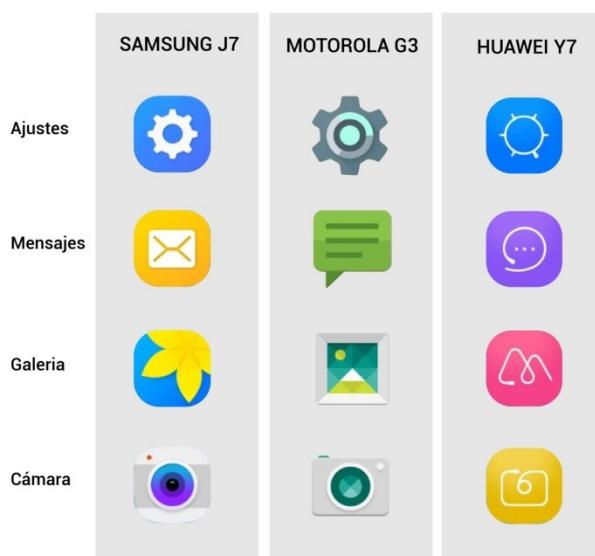 SAMSUNG J7 MOTOROLA G3 HUAWEI Y7
Ajustes
Mensajes
Galeria
Cámara